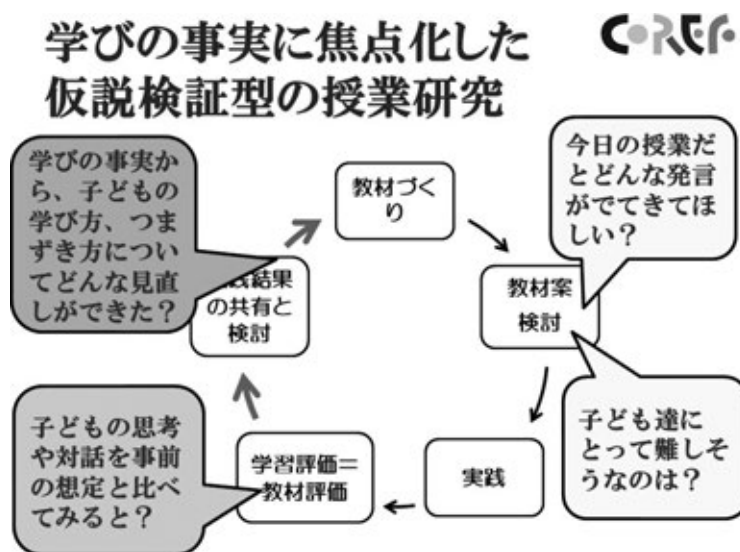 学びの事実に焦点化した
仮説検証型の授業研究
CoREF
学びの事実か
ら、子どもの
学び方、つま
ずき方につい
てどんな見直
しができた？
教材づく
り
今日の授業だ
とどんな発言
がでてきてほ
しい？
教材案
検討
践結果
の共有と
検討
子どもの思考
や対話を事前
の想定と比べ
てみると？
学習評価＝
教材評価
実践
子ども達に
とって難しそ
うなのは？